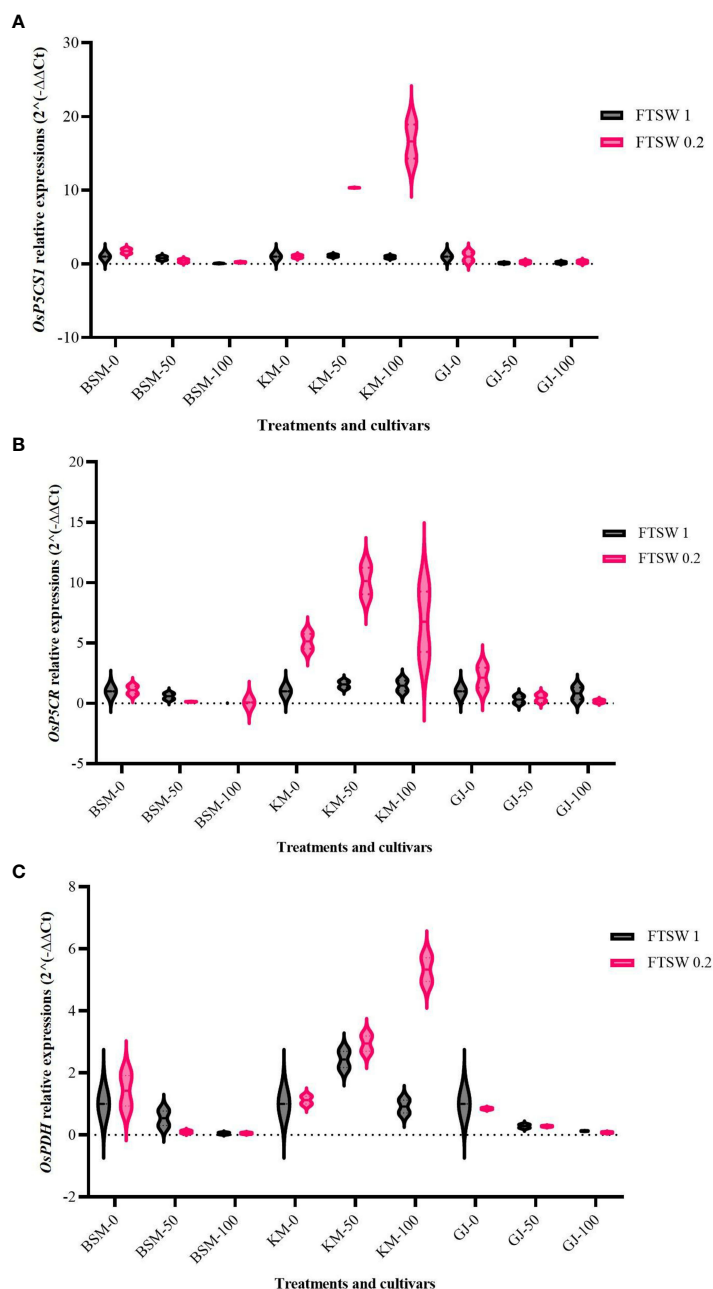 A
OsP5CS1 relative expressions (2^(-ΔΔCt)
30
20
10
0
-10
FTSW 1
FTSW 0.2
BSM-0
BSM-50
BSM-100
KM-0
KM-50
KM-100
GJ-0
GJ-50
GJ-100
Treatments and cultivars
B
OsP5CR relative expressions (2^(-ΔΔCt)
20
15
10
5
0
-5
FTSW 1
FTSW 0.2
BSM-0
BSM-50
BSM-100
KM-0
KM-50
KM-100
GJ-0
GJ-50
GJ-100
Treatments and cultivars
C
OsPDH relative expressions (2^(-ΔΔCt)
8
6
4
2
0
-2
FTSW 1
FTSW 0.2
BSM-0
BSM-50
BSM-100
KM-0
KM-50
KM-100
GJ-0
GJ-50
GJ-100
Treatments and cultivars